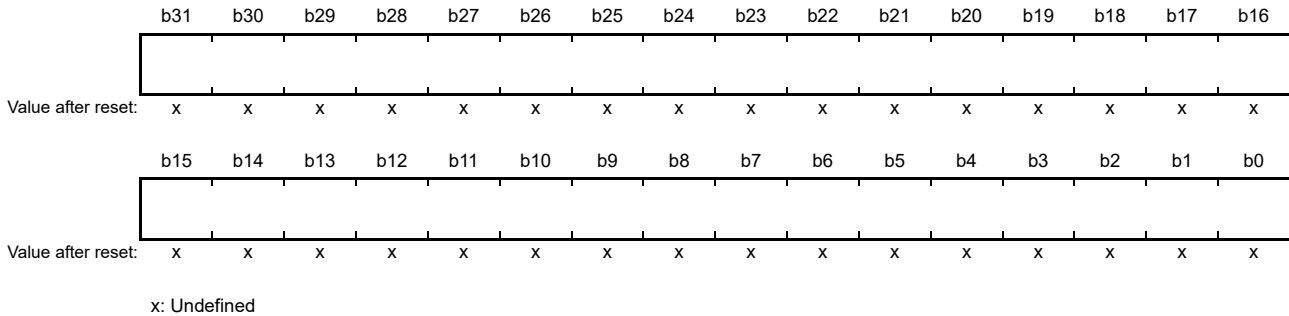 b31 b30 b29 b28 b27 b26 b25 b24 b23 b22 b21 b20 b19 b18 b17 b16
Value after reset: x x x x x x x x x x x x x x x x
b15 b14 b13 b12 b11 b10 b9 b8 b7 b6 b5 b4 b3 b2 b1 b0
Value after reset: x x x x x x x x x x x x x x x x
x: Undefined